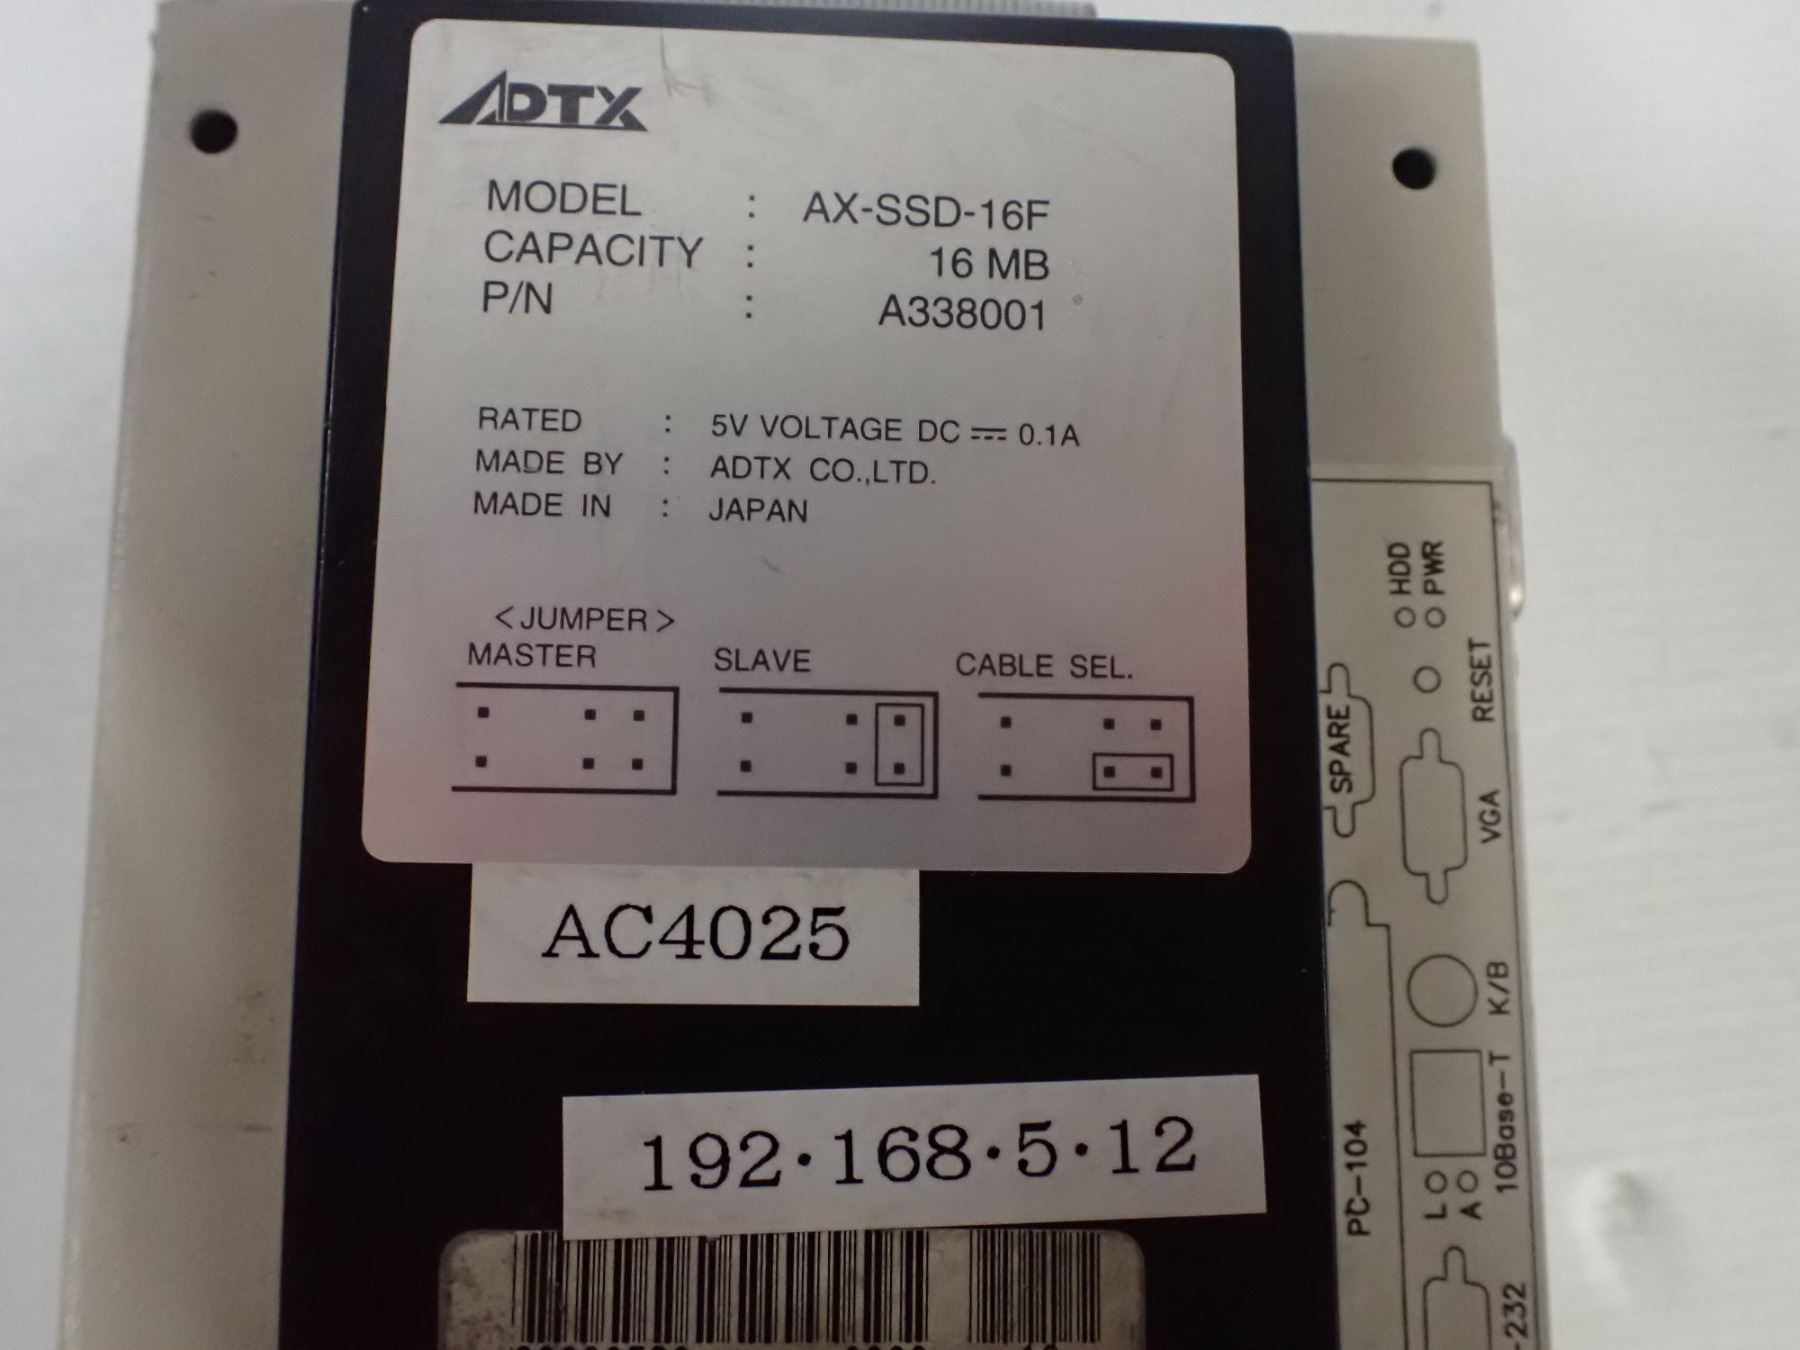 ADTX
MODEL : AX-SSD-16F
CAPACITY : 16 MB
P/N : A338001
RATED : 5V VOLTAGE DC ⎓ 0.1A
MADE BY : ADTX CO.,LTD.
MADE IN : JAPAN
<JUMPER>
MASTER SLAVE CABLE SEL.
AC4025
192・168・5・12
HDD
PWR
RESET
SPARE
VGA
K/B
10Base-T
L
A
PC-104
-232